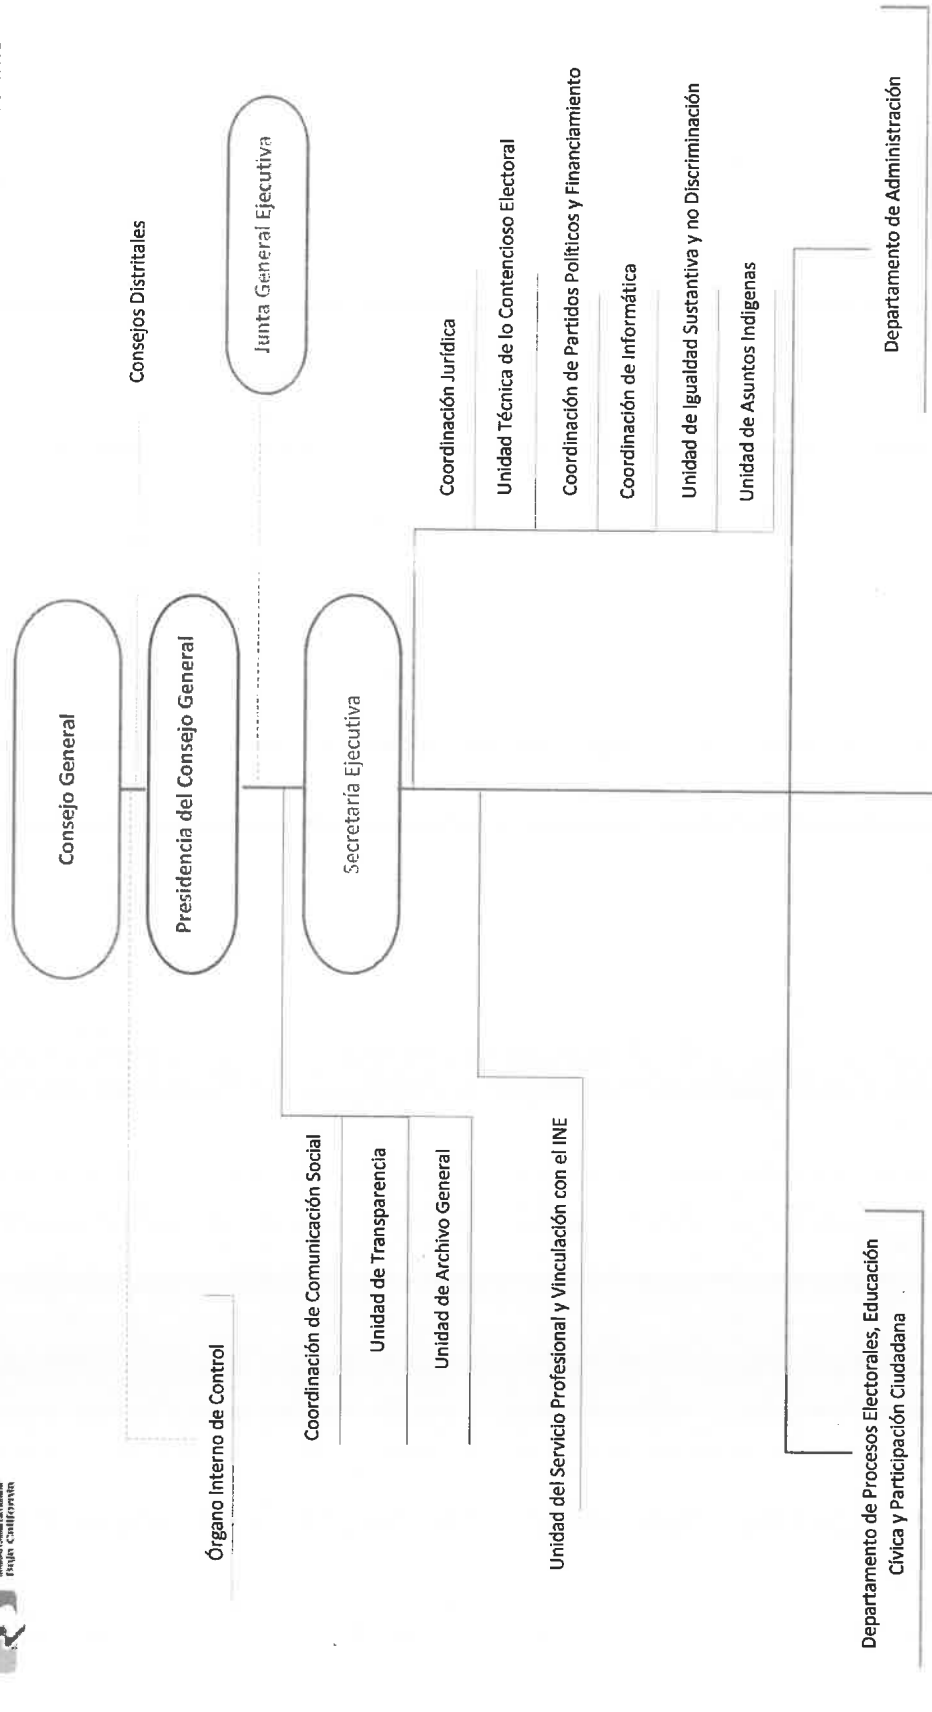 Baja California
Consejo General
Consejos Distritales
Presidencia del Consejo General
Órgano Interno de Control
Junta General Ejecutiva
Secretaría Ejecutiva
Coordinación de Comunicación Social
Unidad de Transparencia
Unidad de Archivo General
Coordinación Jurídica
Unidad Técnica de lo Contencioso Electoral
Coordinación de Partidos Políticos y Financiamiento
Coordinación de Informática
Unidad de Igualdad Sustantiva y no Discriminación
Unidad de Asuntos Indigenas
Unidad del Servicio Profesional y Vinculación con el INE
Departamento de Procesos Electorales, Educación
Cívica y Participación Ciudadana
Departamento de Administración